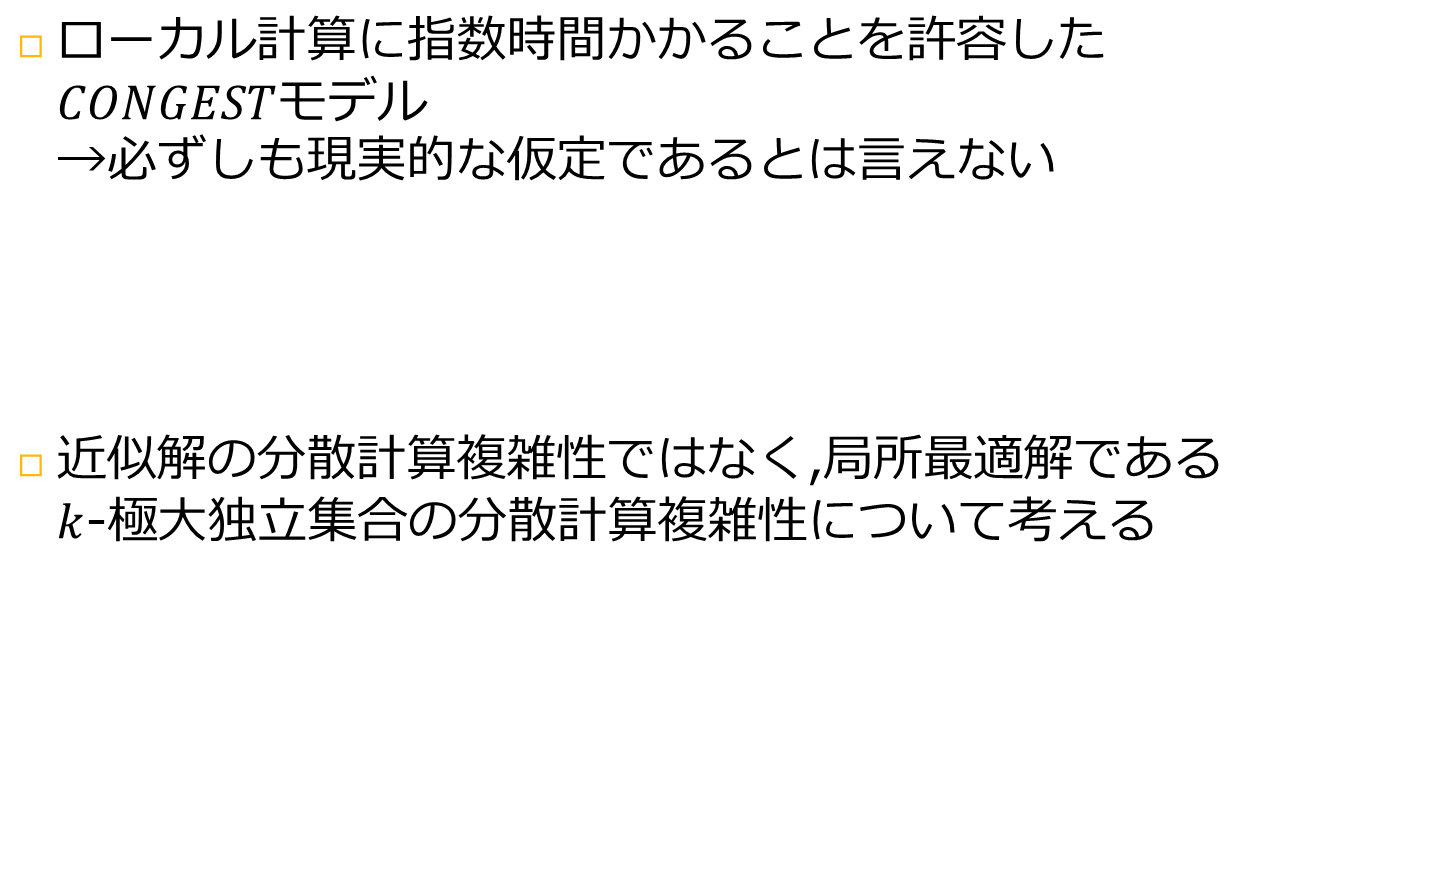 ローカル計算に指数時間かかることを許容した
CONGESTモデル
→必ずしも現実的な仮定であるとは言えない
近似解の分散計算複雑性ではなく,局所最適解である
k-極大独立集合の分散計算複雑性について考える